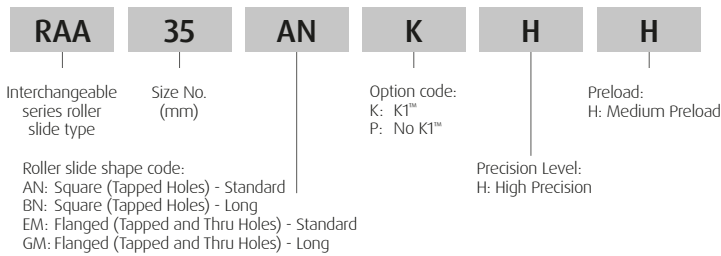 RAA 35 AN K H H
Interchangeable
series roller
slide type
Size No.
(mm)
Option code:
K: K1™
P: No K1™
Preload:
H: Medium Preload
Roller slide shape code:
AN: Square (Tapped Holes) - Standard
BN: Square (Tapped Holes) - Long
EM: Flanged (Tapped and Thru Holes) - Standard
GM: Flanged (Tapped and Thru Holes) - Long
Precision Level:
H: High Precision